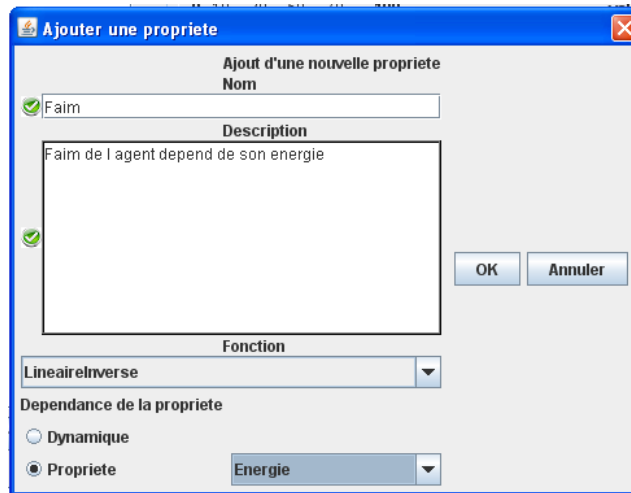 Ajouter une propriete
Ajout d'une nouvelle propriete
Nom
Faim
Description
Faim de l agent depend de son energie
OK Annuler
Fonction
LineaireInverse
Dependance de la propriete
Dynamique
Propriete Energie